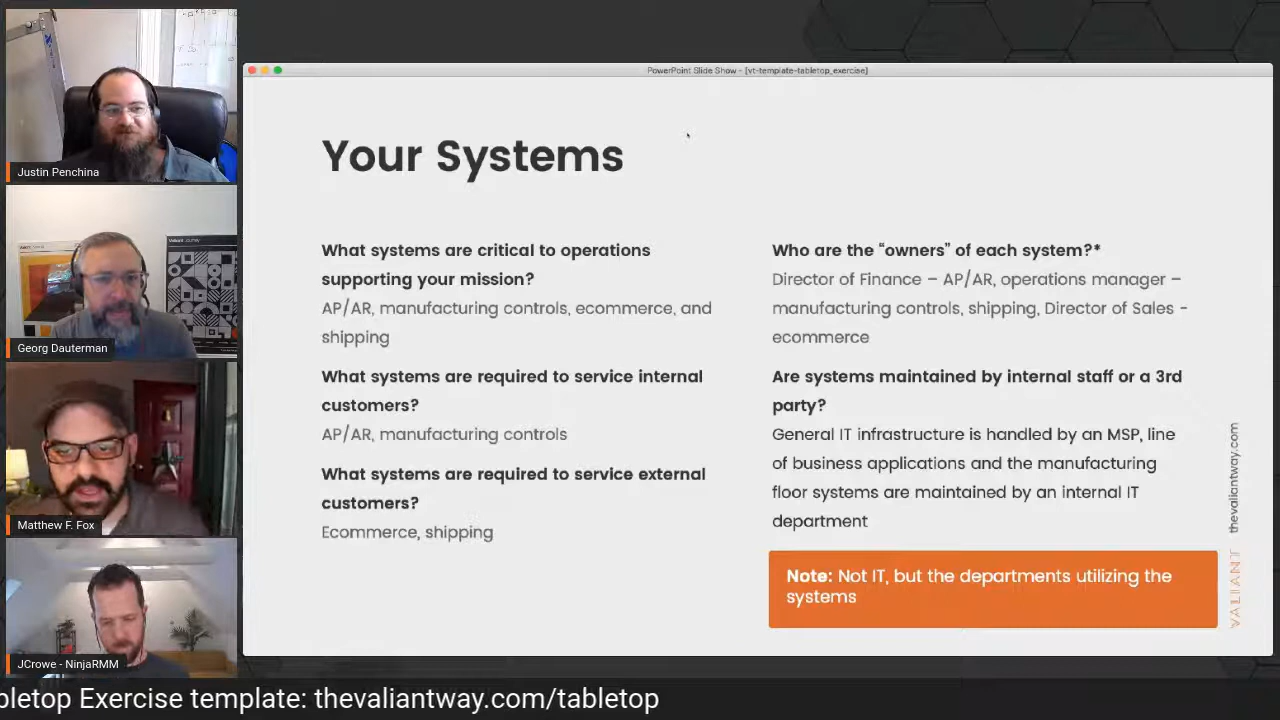 Justin Penchina
Georg Dauterman
Matthew F. Fox
JCrowe - NinjaRMM
PowerPoint Slide Show - [vt-template-tabletop_exercise]
Your Systems
What systems are critical to operations
supporting your mission?
AP/AR, manufacturing controls, ecommerce, and
shipping
What systems are required to service internal
customers?
AP/AR, manufacturing controls
What systems are required to service external
customers?
Ecommerce, shipping
Who are the “owners” of each system?*
Director of Finance – AP/AR, operations manager –
manufacturing controls, shipping, Director of Sales -
ecommerce
Are systems maintained by internal staff or a 3rd
party?
General IT infrastructure is handled by an MSP, line
of business applications and the manufacturing
floor systems are maintained by an internal IT
department
Note: Not IT, but the departments utilizing the
systems
thevaliantway.com
VALIANT
bletop Exercise template: thevaliantway.com/tabletop